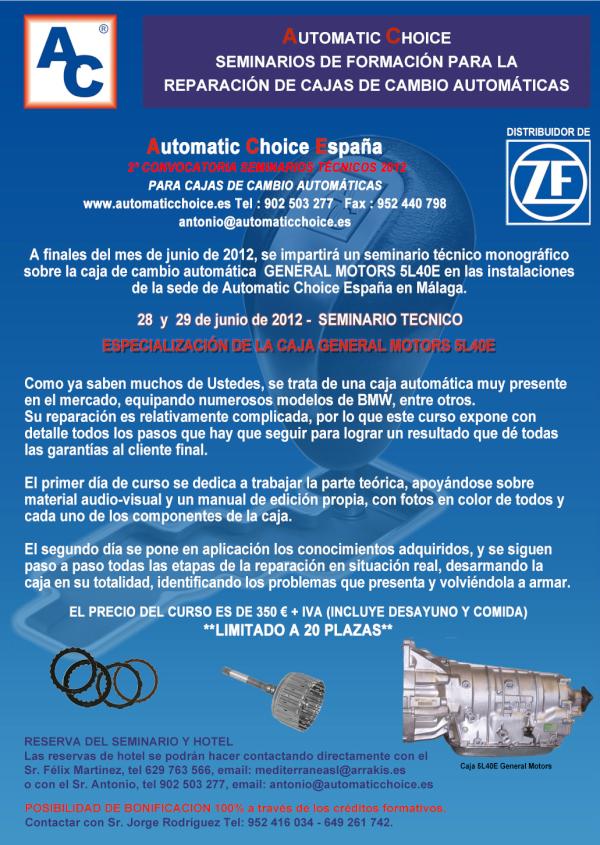 AC®
AUTOMATIC CHOICE
SEMINARIOS DE FORMACIÓN PARA LA
REPARACIÓN DE CAJAS DE CAMBIO AUTOMÁTICAS
Automatic Choice España
2ª CONVOCATORIA SEMINARIOS TÉCNICOS 2012
PARA CAJAS DE CAMBIO AUTOMÁTICAS
www.automaticchoice.es Tel : 902 503 277 Fax : 952 440 798
antonio@automaticchoice.es
DISTRIBUIDOR DE
ZF
A finales del mes de junio de 2012, se impartirá un seminario técnico monográfico
sobre la caja de cambio automática GENERAL MOTORS 5L40E en las instalaciones
de la sede de Automatic Choice España en Málaga.
28 y 29 de junio de 2012 - SEMINARIO TECNICO
ESPECIALIZACIÓN DE LA CAJA GENERAL MOTORS 5L40E
Como ya saben muchos de Ustedes, se trata de una caja automática muy presente
en el mercado, equipando numerosos modelos de BMW, entre otros.
Su reparación es relativamente complicada, por lo que este curso expone con
detalle todos los pasos que hay que seguir para lograr un resultado que dé todas
las garantías al cliente final.
El primer día de curso se dedica a trabajar la parte teórica, apoyándose sobre
material audio-visual y un manual de edición propia, con fotos en color de todos y
cada uno de los componentes de la caja.
El segundo día se pone en aplicación los conocimientos adquiridos, y se siguen
paso a paso todas las etapas de la reparación en situación real, desarmando la
caja en su totalidad, identificando los problemas que presenta y volviéndola a armar.
EL PRECIO DEL CURSO ES DE 350 € + IVA (INCLUYE DESAYUNO Y COMIDA)
**LIMITADO A 20 PLAZAS**
Caja 5L40E General Motors
RESERVA DEL SEMINARIO Y HOTEL
Las reservas de hotel se podrán hacer contactando directamente con el
Sr. Félix Martinez, tel 629 763 566, email: mediterraneasl@arrakis.es
o con el Sr. Antonio, tel 902 503 277, email: antonio@automaticchoice.es
POSIBILIDAD DE BONIFICACION 100% a través de los créditos formativos.
Contactar con Sr. Jorge Rodríguez Tel: 952 416 034 - 649 261 742.